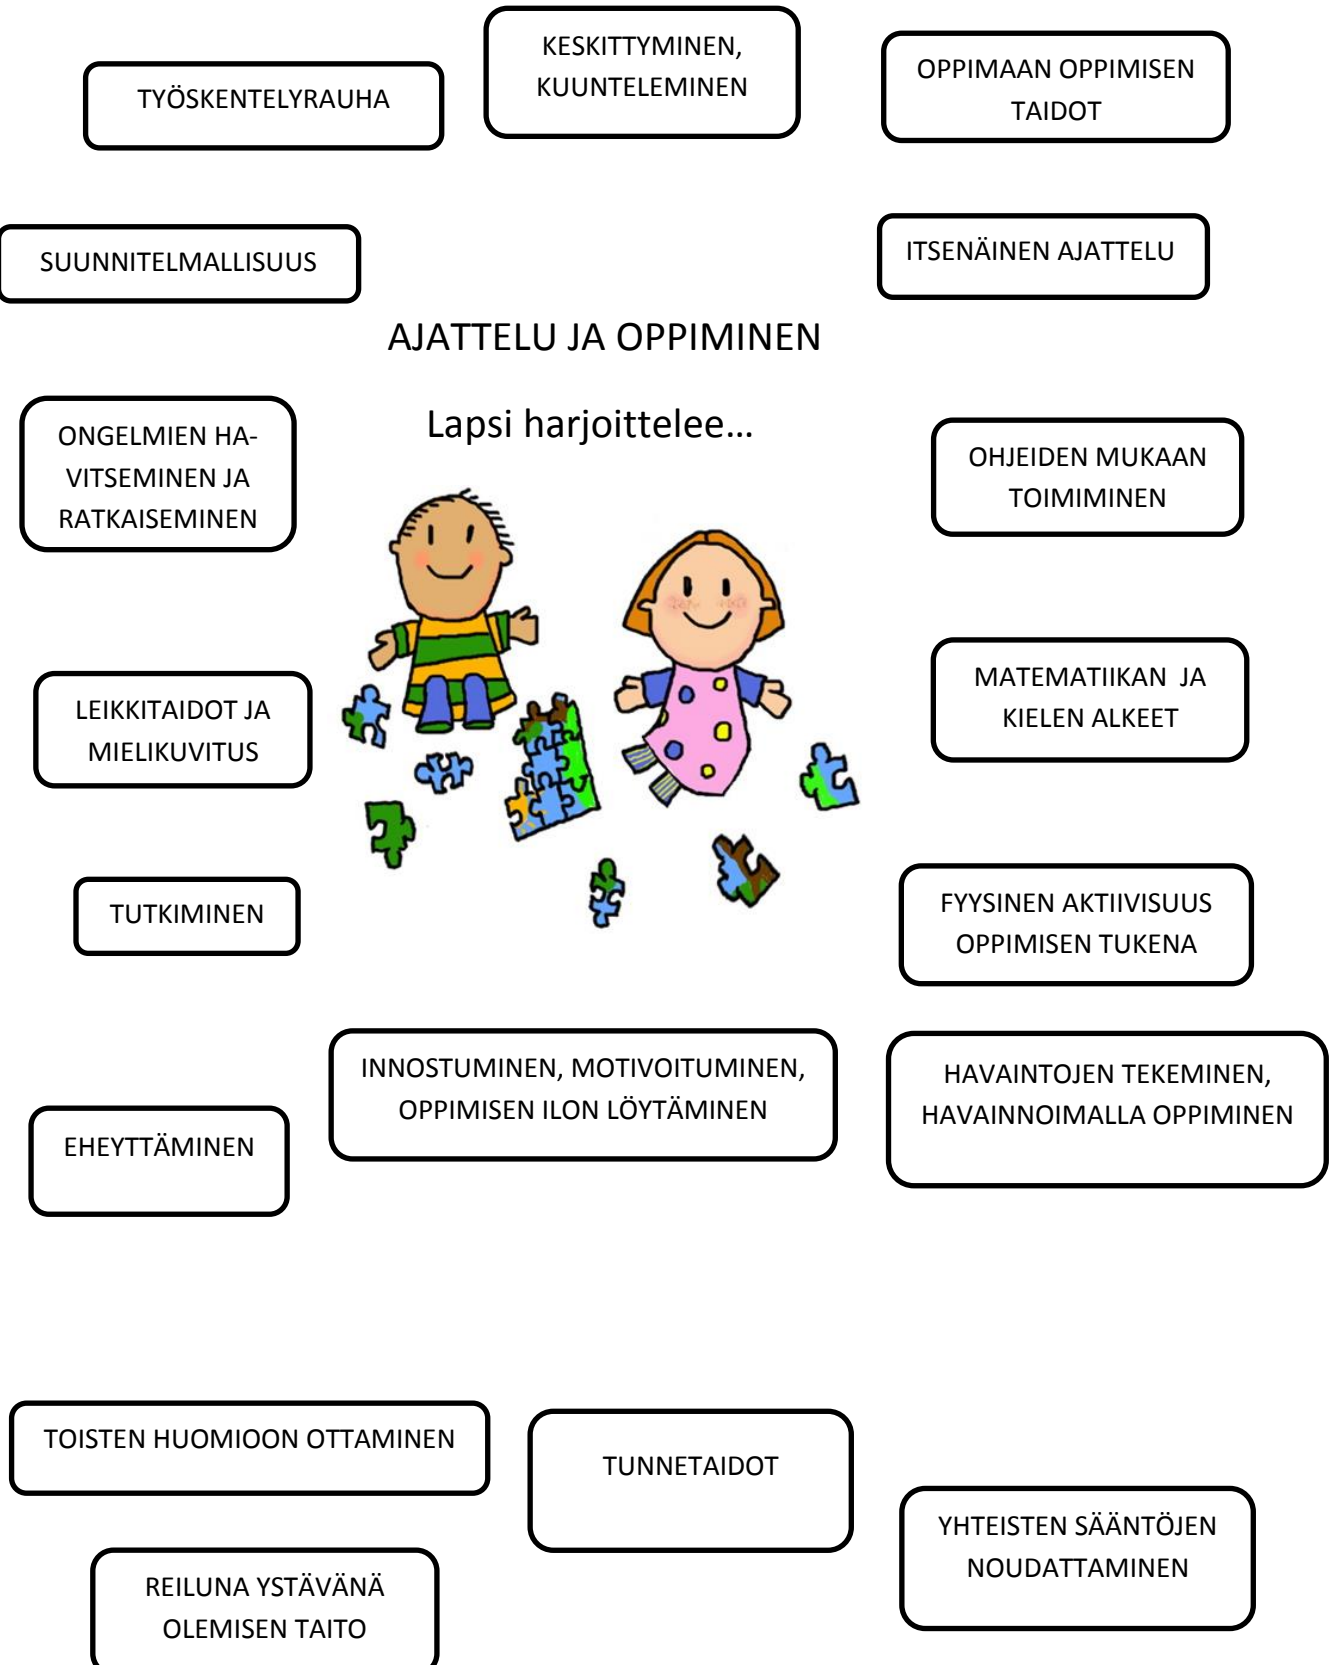 TYÖSKENTELYRAUHA
KESKITTYMINEN,
KUUNTELEMINEN
OPPIMAAN OPPIMISEN
TAIDOT
SUUNNITELMALLISUUS
ITSENÄINEN AJATTELU
AJATTELU JA OPPIMINEN
Lapsi harjoittelee...
ONGELMIEN HA-
VITSEMINEN JA
RATKAISEMINEN
OHJEIDEN MUKAAN
TOIMIMINEN
LEIKKITAIDOT JA
MIELIKUVITUS
MATEMATIIKAN JA
KIELEN ALKEET
TUTKIMINEN
FYYSINEN AKTIIVISUUS
OPPIMISEN TUKENA
EHEYTTÄMINEN
INNOSTUMINEN, MOTIVOITUMINEN,
OPPIMISEN ILON LÖYTÄMINEN
HAVAINTOJEN TEKEMINEN,
HAVAINNOIMALLA OPPIMINEN
TOISTEN HUOMIOON OTTAMINEN
TUNNETAIDOT
YHTEISTEN SÄÄNTÖJEN
NOUDATTAMINEN
REILUNA YSTÄVÄNÄ
OLEMISEN TAITO